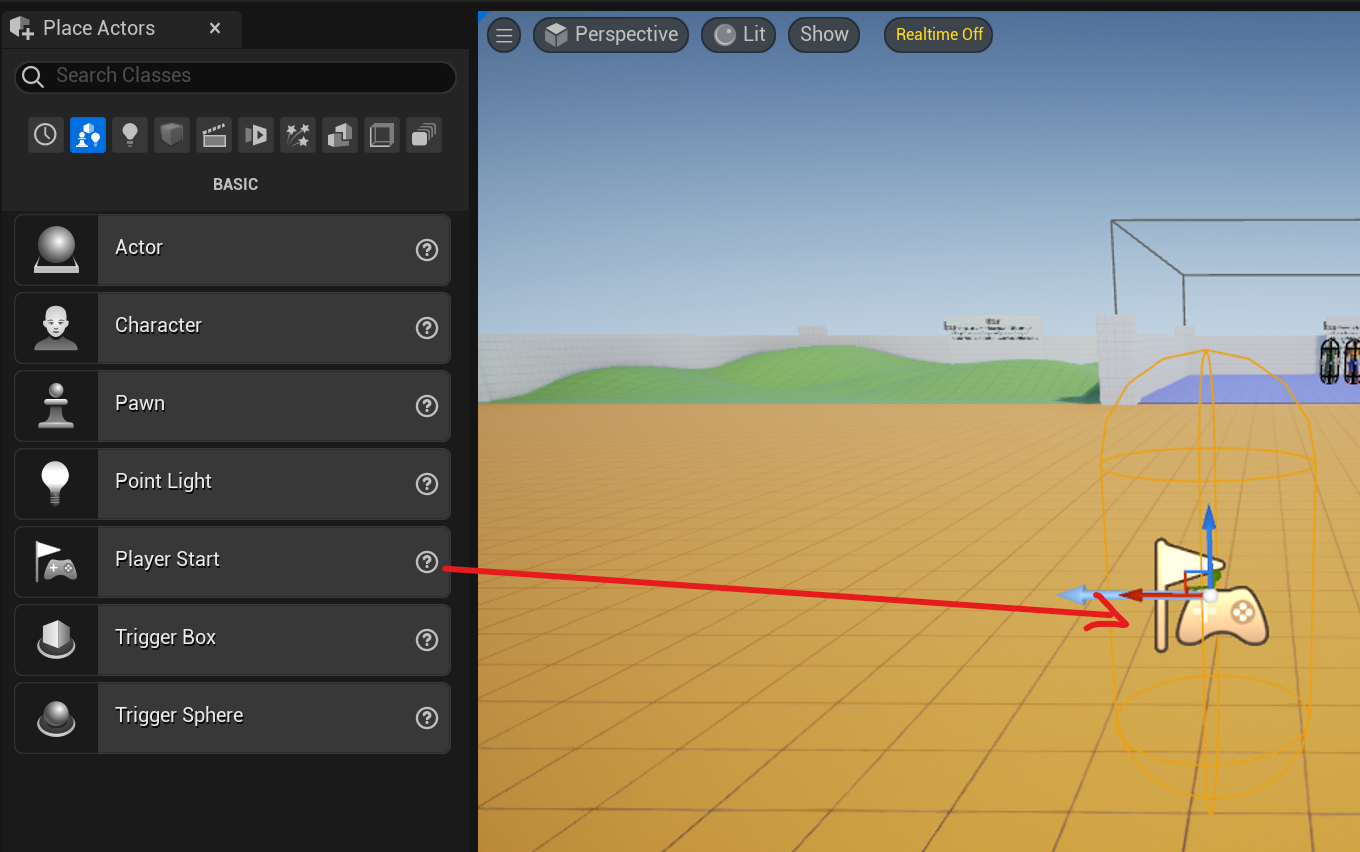 Place Actors
Search Classes
BASIC
Actor
Character
Pawn
Point Light
Player Start
Trigger Box
Trigger Sphere
Perspective
Lit
Show
Realtime Off